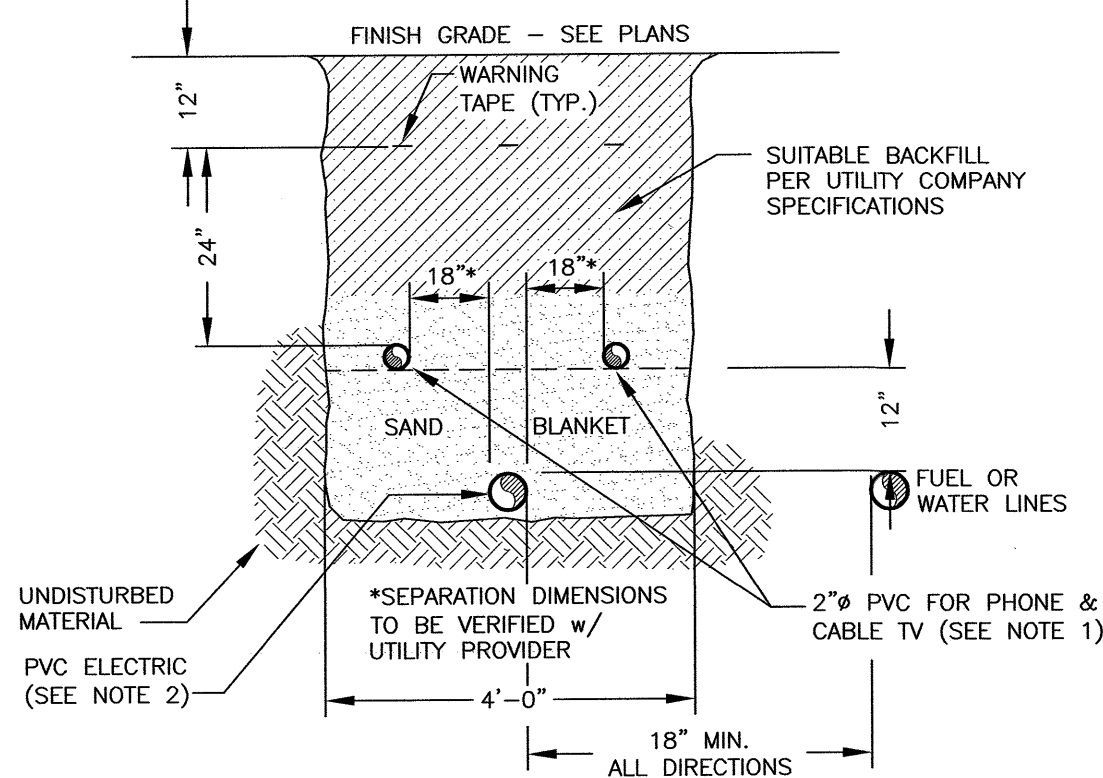 FINISH GRADE – SEE PLANS
WARNING
TAPE (TYP.)
12"
24"
SUITABLE BACKFILL
PER UTILITY COMPANY
SPECIFICATIONS
18"*
18"*
SAND
BLANKET
12"
FUEL OR
WATER LINES
UNDISTURBED
MATERIAL
PVC ELECTRIC
(SEE NOTE 2)
*SEPARATION DIMENSIONS
TO BE VERIFIED w/
UTILITY PROVIDER
2"ø PVC FOR PHONE &
CABLE TV (SEE NOTE 1)
4'-0"
18" MIN.
ALL DIRECTIONS